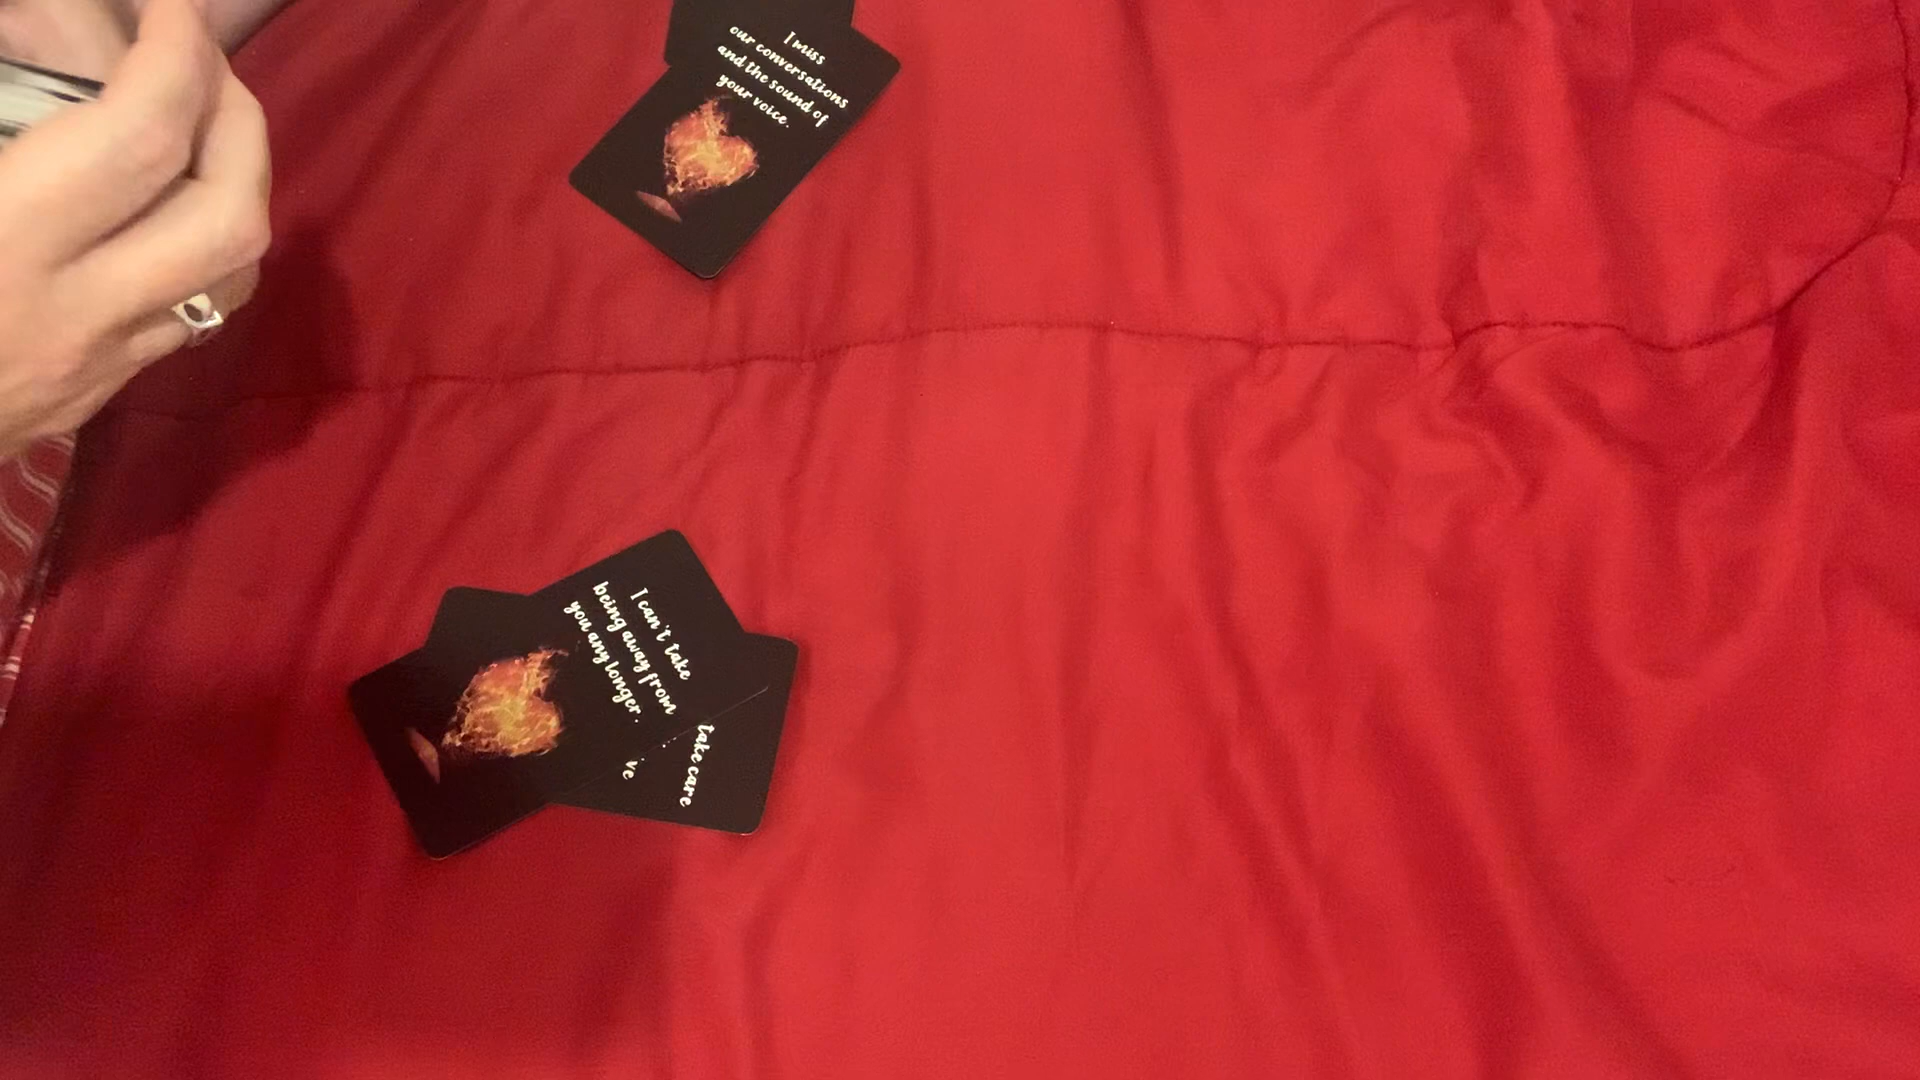 I miss
our conversations
and the sound of
your voice.
I can't take
being away from
you any longer.
take care
've